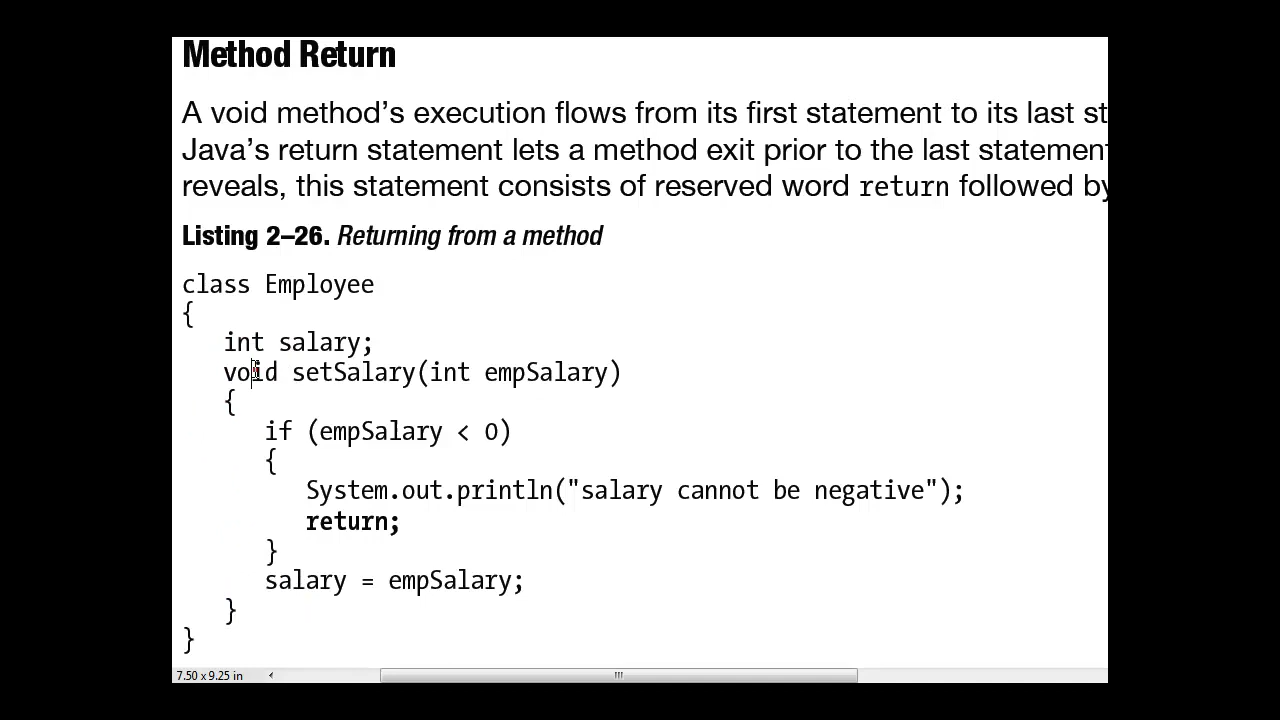 Method Return
A void method’s execution flows from its first statement to its last st
Java’s return statement lets a method exit prior to the last statement
reveals, this statement consists of reserved word return followed by
Listing 2–26. Returning from a method
class Employee
{
   int salary;
   void setSalary(int empSalary)
   {
      if (empSalary < 0)
      {
         System.out.println("salary cannot be negative");
         return;
      }
      salary = empSalary;
   }
}
7.50 x 9.25 in